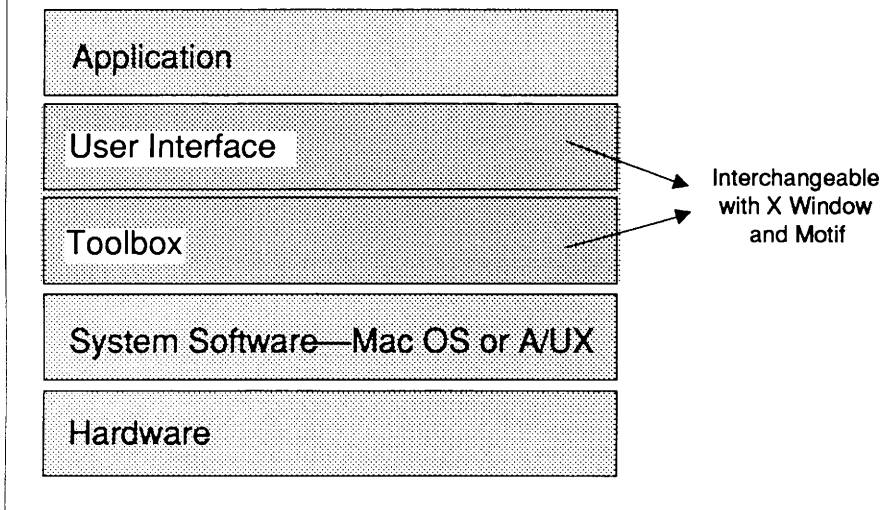 Application
User Interface
Interchangeable
with X Window
and Motif
Toolbox
System Software—Mac OS or A/UX
Hardware